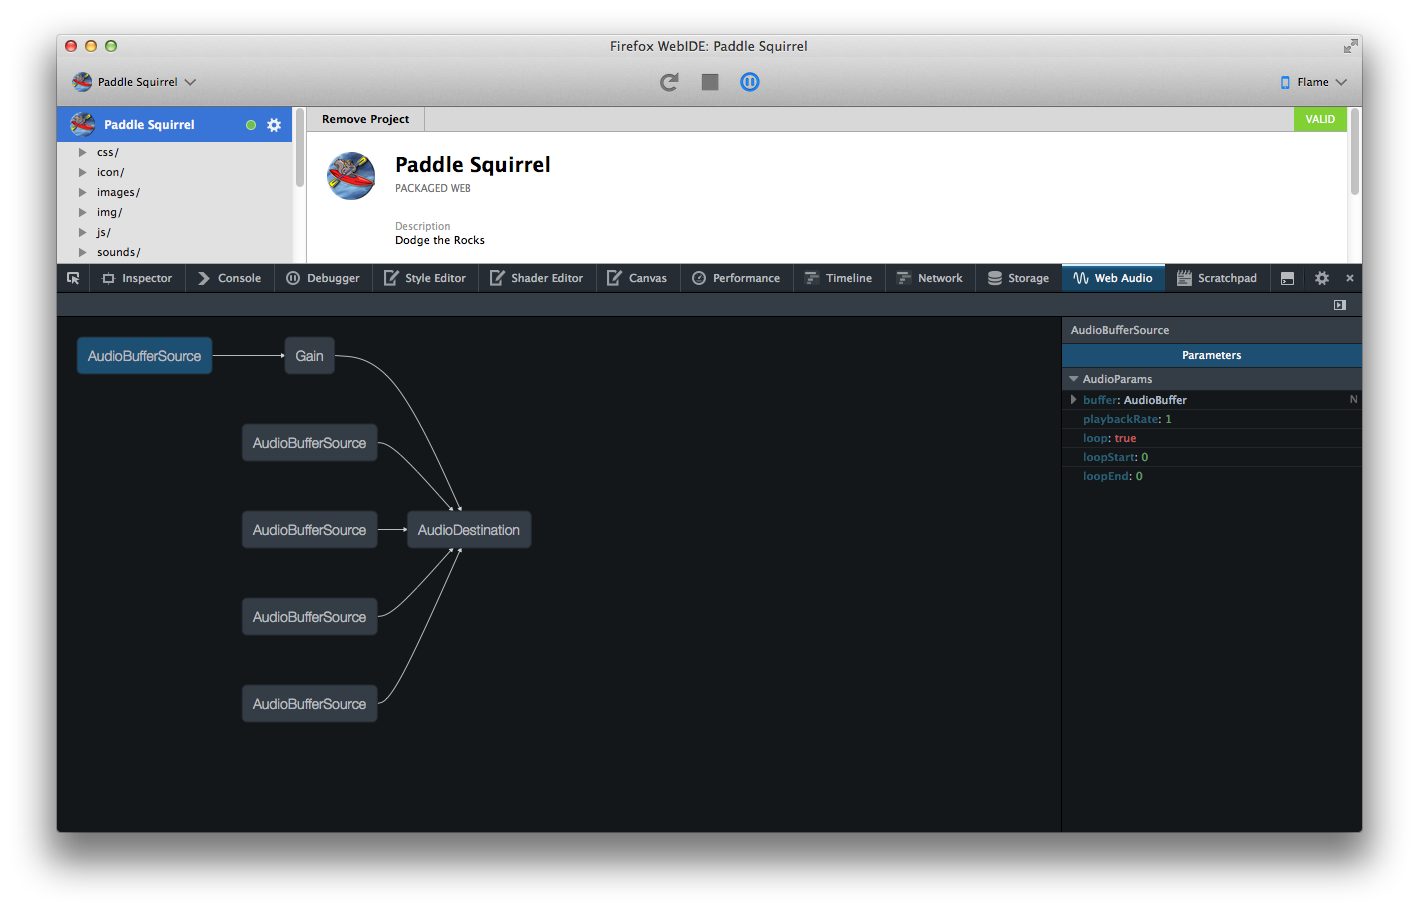 Firefox WebIDE: Paddle Squirrel
Paddle Squirrel
Flame
Paddle Squirrel
css/
icon/
images/
img/
js/
sounds/
Remove Project
VALID
Paddle Squirrel
PACKAGED WEB
Description
Dodge the Rocks
Inspector Console Debugger Style Editor Shader Editor Canvas Performance Timeline Network Storage Web Audio Scratchpad
AudioBufferSource
Gain
AudioBufferSource
AudioBufferSource
AudioDestination
AudioBufferSource
AudioBufferSource
AudioBufferSource
Parameters
AudioParams
buffer: AudioBuffer N
playbackRate: 1
loop: true
loopStart: 0
loopEnd: 0